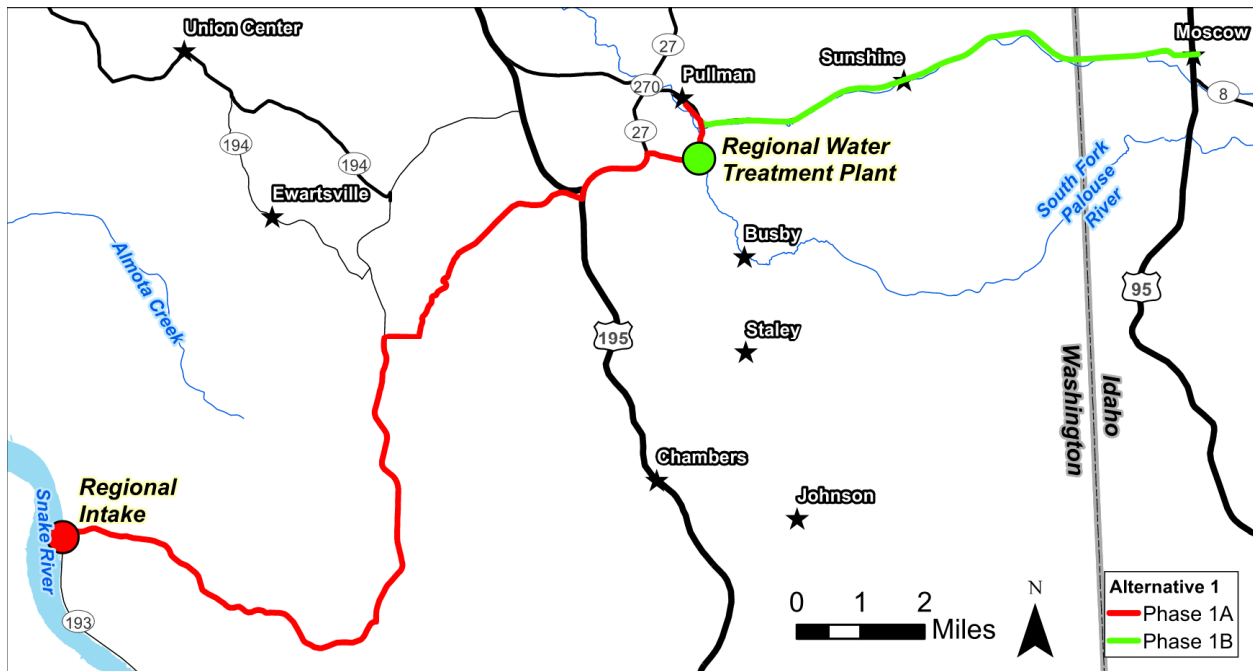 Union Center
Moscow
27
Sunshine
Pullman
270
8
27
194
194
Regional Water
Treatment Plant
Ewartsville
South Fork
Palouse
River
Busby
Almota Creek
95
195
Staley
Washington
Idaho
Chambers
Regional
Intake
Johnson
Snake River
193
0 1 2
Miles
N
Alternative 1
Phase 1A
Phase 1B